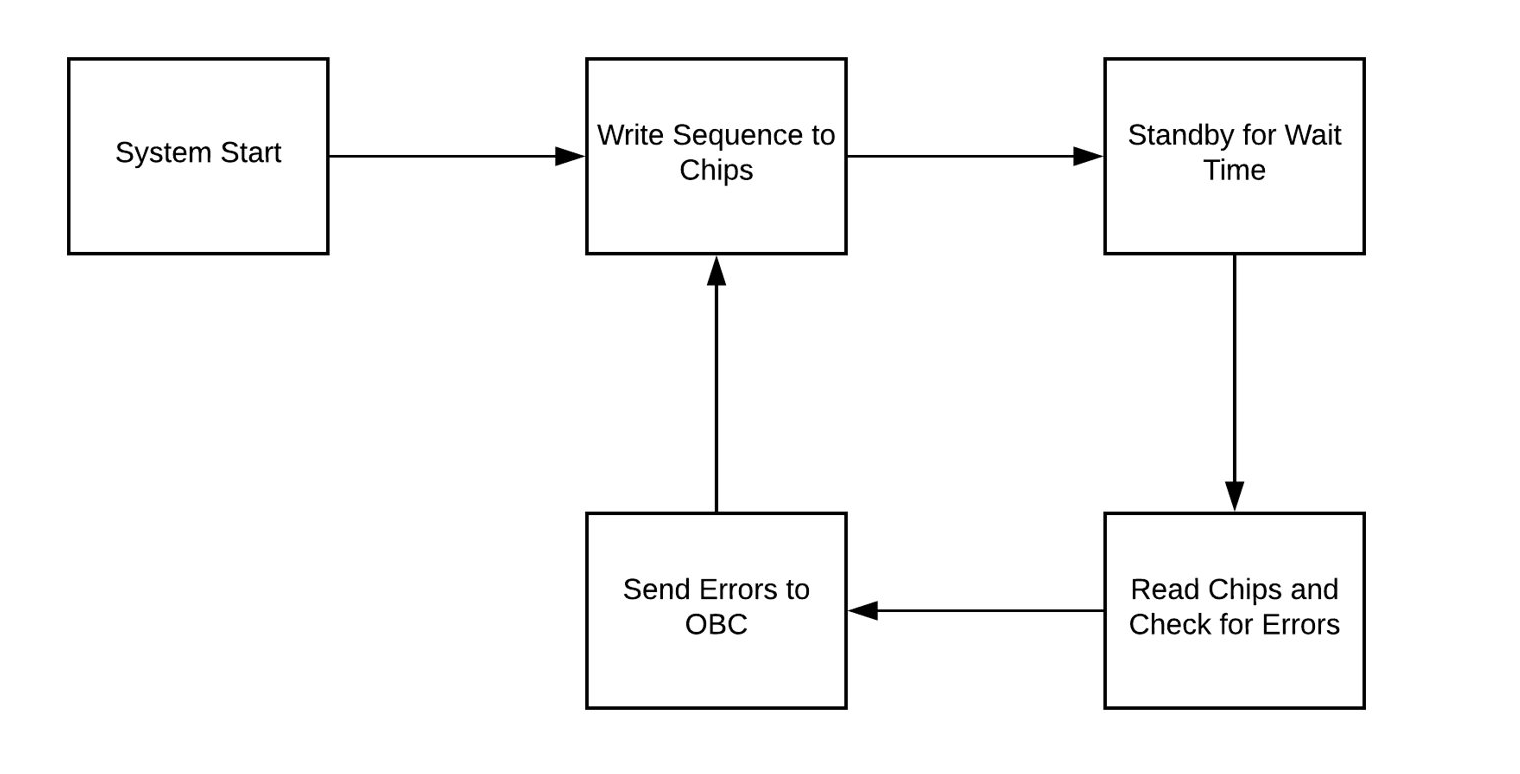 System Start
Write Sequence to
Chips
Standby for Wait
Time
Send Errors to
OBC
Read Chips and
Check for Errors